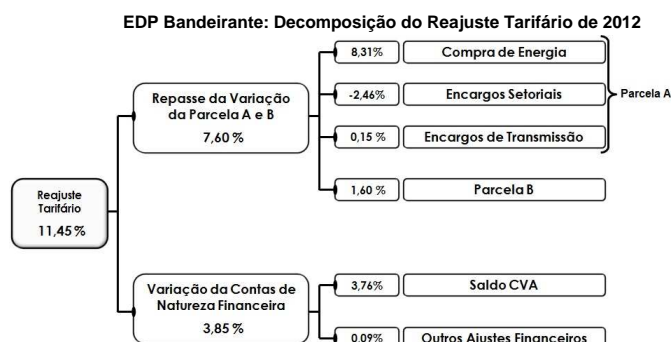 EDP Bandeirante: Decomposição do Reajuste Tarifário de 2012
8,31%
Compra de Energia
Repasse da Variação
da Parcela A e B
7,60 %
-2,46%
Encargos Setoriais
Parcela A
0,15 %
Encargos de Transmissão
1,60 %
Parcela B
Reajuste
Tarifário
11,45 %
Variação da Contas de
Natureza Financeira
3,85 %
3,76%
Saldo CVA
0,09%
Outros Ajustes Financeiros